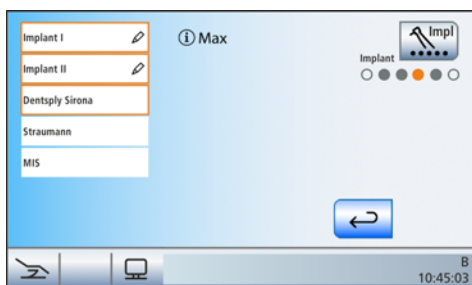 Implant I
Implant II
Dentsply Sirona
Straumann
MIS
Max
Impl
Implant
B
10:45:03